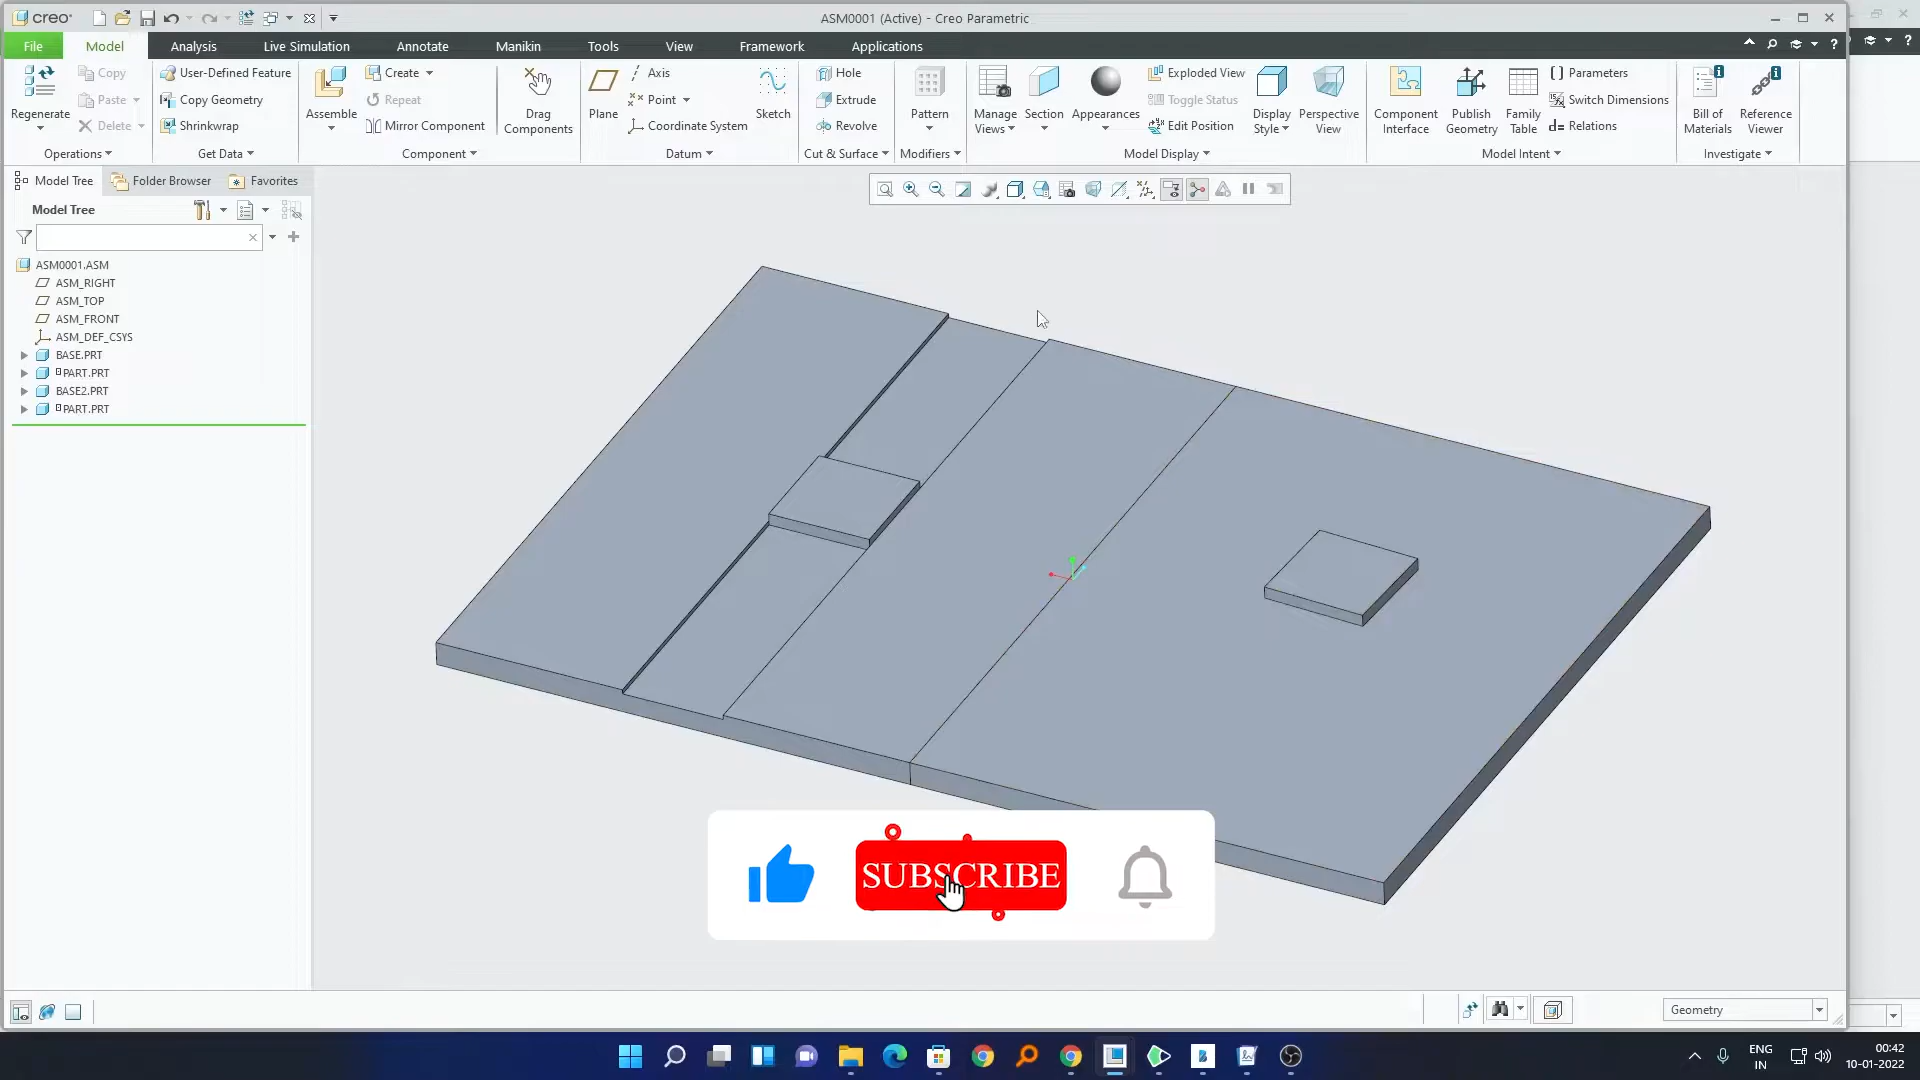 creo
ASM0001 (Active) - Creo Parametric
File
Model
Analysis
Live Simulation
Annotate
Manikin
Tools
View
Framework
Applications
Regenerate
Copy
Paste
Delete
Operations
User-Defined Feature
Copy Geometry
Shrinkwrap
Get Data
Assemble
Create
Repeat
Mirror Component
Component
Drag
Components
Plane
Axis
Point
Coordinate System
Sketch
Datum
Hole
Extrude
Revolve
Cut & Surface
Pattern
Modifiers
Manage
Views
Section
Appearances
Exploded View
Toggle Status
Edit Position
Display
Style
Perspective
View
Model Display
Component
Interface
Publish
Geometry
Family
Table
Parameters
Switch Dimensions
Relations
Model Intent
Bill of
Materials
Reference
Viewer
Investigate
Model Tree
Folder Browser
Favorites
Model Tree
ASM0001.ASM
ASM_RIGHT
ASM_TOP
ASM_FRONT
ASM_DEF_CSYS
BASE.PRT
PART.PRT
BASE2.PRT
PART.PRT
SUBSCRIBE
Geometry
ENG
IN
00:42
10-01-2022